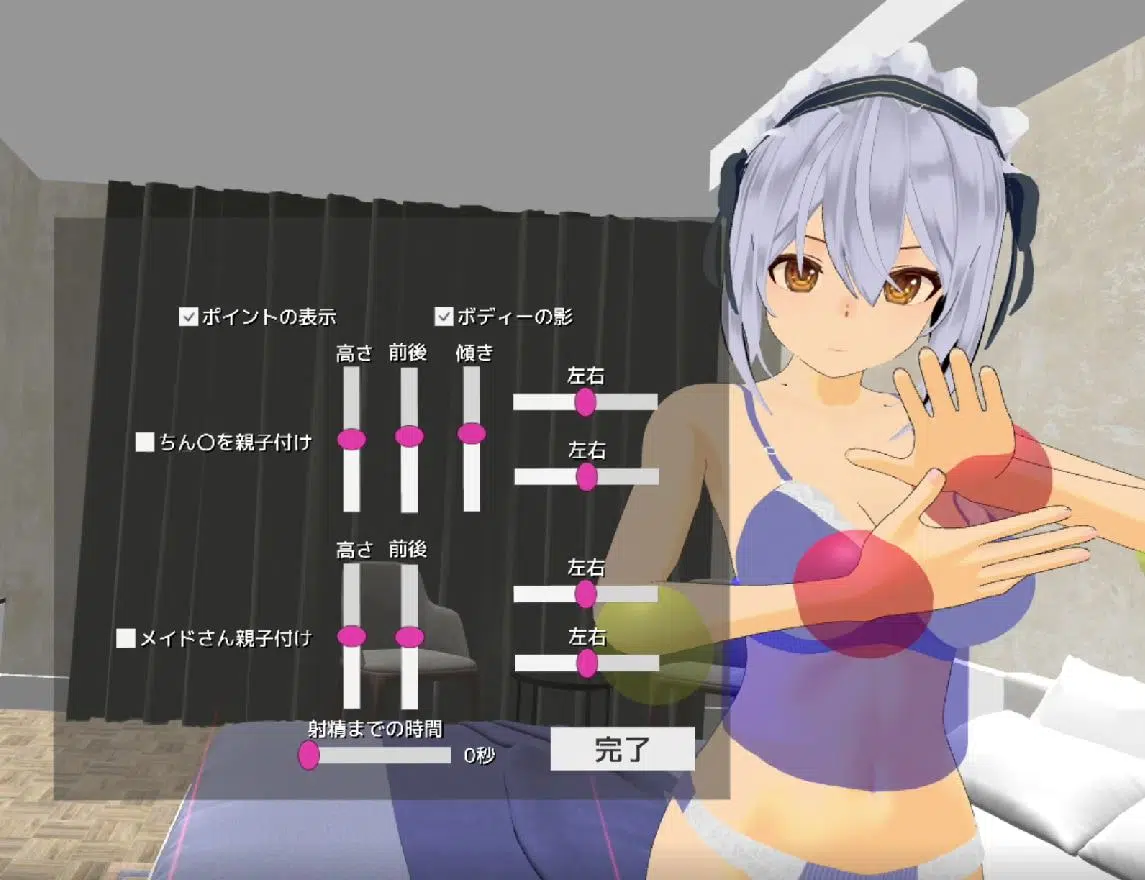 ポイントの表示
ボディーの影
高さ 前後 傾き
左右
ちん〇を親子付け
左右
高さ 前後
左右
メイドさん親子付け
左右
射精までの時間
0秒
完了